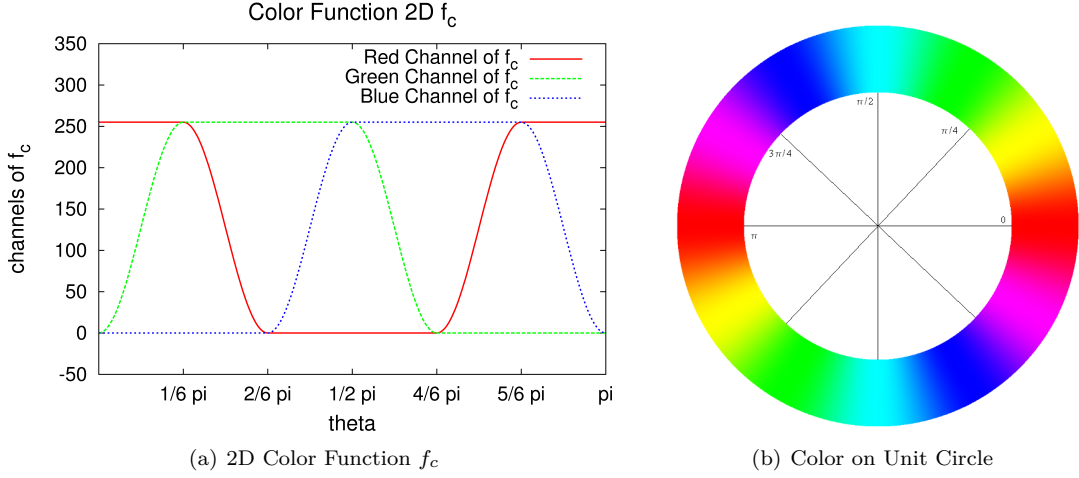 Color Function 2D f_c
350
300
250
200
150
100
50
0
-50
channels of f_c
Red Channel of f_c
Green Channel of f_c
Blue Channel of f_c
1/6 pi
2/6 pi
1/2 pi
4/6 pi
5/6 pi
pi
theta
(a) 2D Color Function f_c
π/2
π/4
3π/4
0
π
(b) Color on Unit Circle